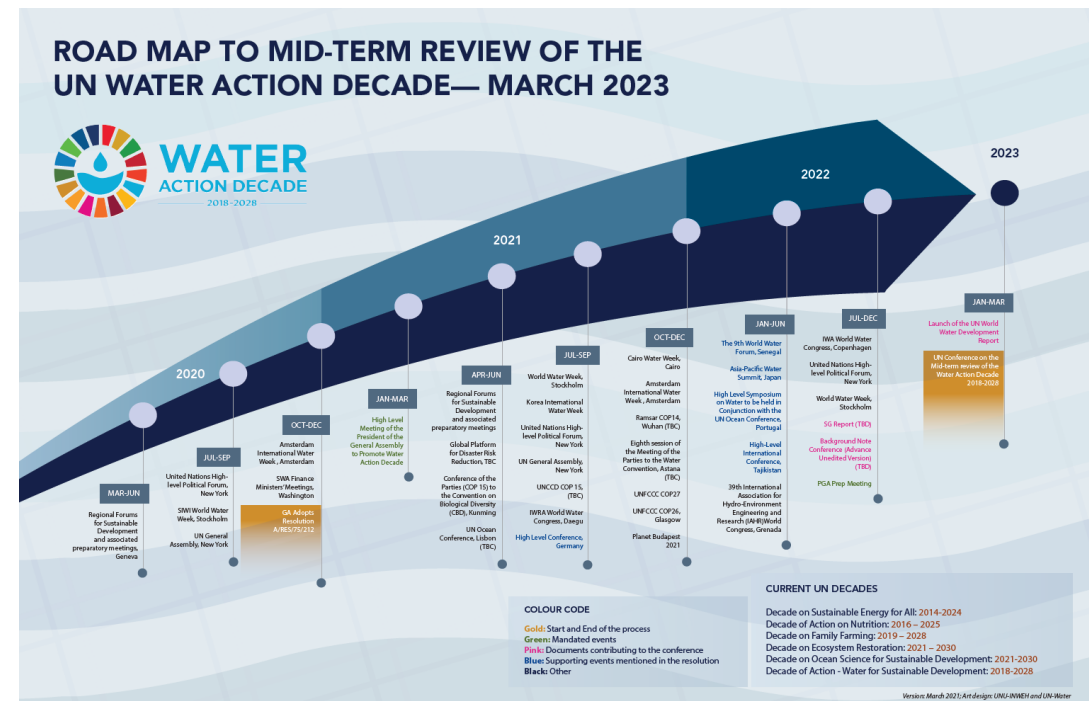 ROAD MAP TO MID-TERM REVIEW OF THE
UN WATER ACTION DECADE— MARCH 2023
WATER
ACTION DECADE
2018-2028
2020
2021
2022
2023
MAR-JUN
Regional Forums
for Sustainable
Development
and associated
preparatory meetings,
Geneva
JUL-SEP
United Nations High-
level Political Forum,
New York
SIWI World Water
Week, Stockholm
UN General
Assembly, New York
OCT-DEC
Amsterdam
International Water
Week , Amsterdam
SWA Finance
Ministers' Meetings,
Washington
GA Adopts
Resolution
A/RES/75/212
JAN-MAR
High Level
Meeting of the
President of the
General Assembly
to Promote Water
Action Decade
APR-JUN
Regional Forums
for Sustainable
Development
and associated
preparatory meetings
Global Platform
for Disaster Risk
Reduction, TBC
Conference of the
Parties (COP 15) to
the Convention on
Biological Diversity
(CBD), Kunming
UN Ocean
Conference, Lisbon
(TBC)
JUL-SEP
World Water Week,
Stockholm
Korea International
Water Week
United Nations High-
level Political Forum,
New York
UN General Assembly,
New York
UNCCD COP 15,
(TBC)
IWRA World Water
Congress, Daegu
High Level Conference,
Germany
OCT-DEC
Cairo Water Week,
Cairo
Amsterdam
International Water
Week , Amsterdam
Ramsar COP14,
Wuhan (TBC)
Eighth session of
the Meeting of the
Parties to the Water
Convention, Astana
(TBC)
UNFCCC COP27
UNFCCC COP26,
Glasgow
Planet Budapest
2021
JAN-JUN
The 9th World Water
Forum, Senegal
Asia-Pacific Water
Summit, Japan
High Level Symposium
on Water to be held in
Conjunction with the
UN Ocean Conference,
Portugal
High-Level
International
Conference,
Tajikistan
39th International
Association for
Hydro-Environment
Engineering and
Research (IAHR)World
Congress, Grenada
JUL-DEC
IWA World Water
Congress, Copenhagen
United Nations High-
level Political Forum,
New York
World Water Week,
Stockholm
SG Report (TBD)
Background Note
Conference (Advance
Unedited Version)
(TBD)
PGA Prep Meeting
JAN-MAR
Launch of the UN World
Water Development
Report
UN Conference on the
Mid-term review of the
Water Action Decade
2018-2028
COLOUR CODE
Gold: Start and End of the process
Green: Mandated events
Pink: Documents contributing to the conference
Blue: Supporting events mentioned in the resolution
Black: Other
CURRENT UN DECADES
Decade on Sustainable Energy for All: 2014-2024
Decade of Action on Nutrition: 2016 – 2025
Decade on Family Farming: 2019 – 2028
Decade on Ecosystem Restoration: 2021 – 2030
Decade on Ocean Science for Sustainable Development: 2021-2030
Decade of Action - Water for Sustainable Development: 2018-2028
Version: March 2021; Art design: UNU-INWEH and UN-Water